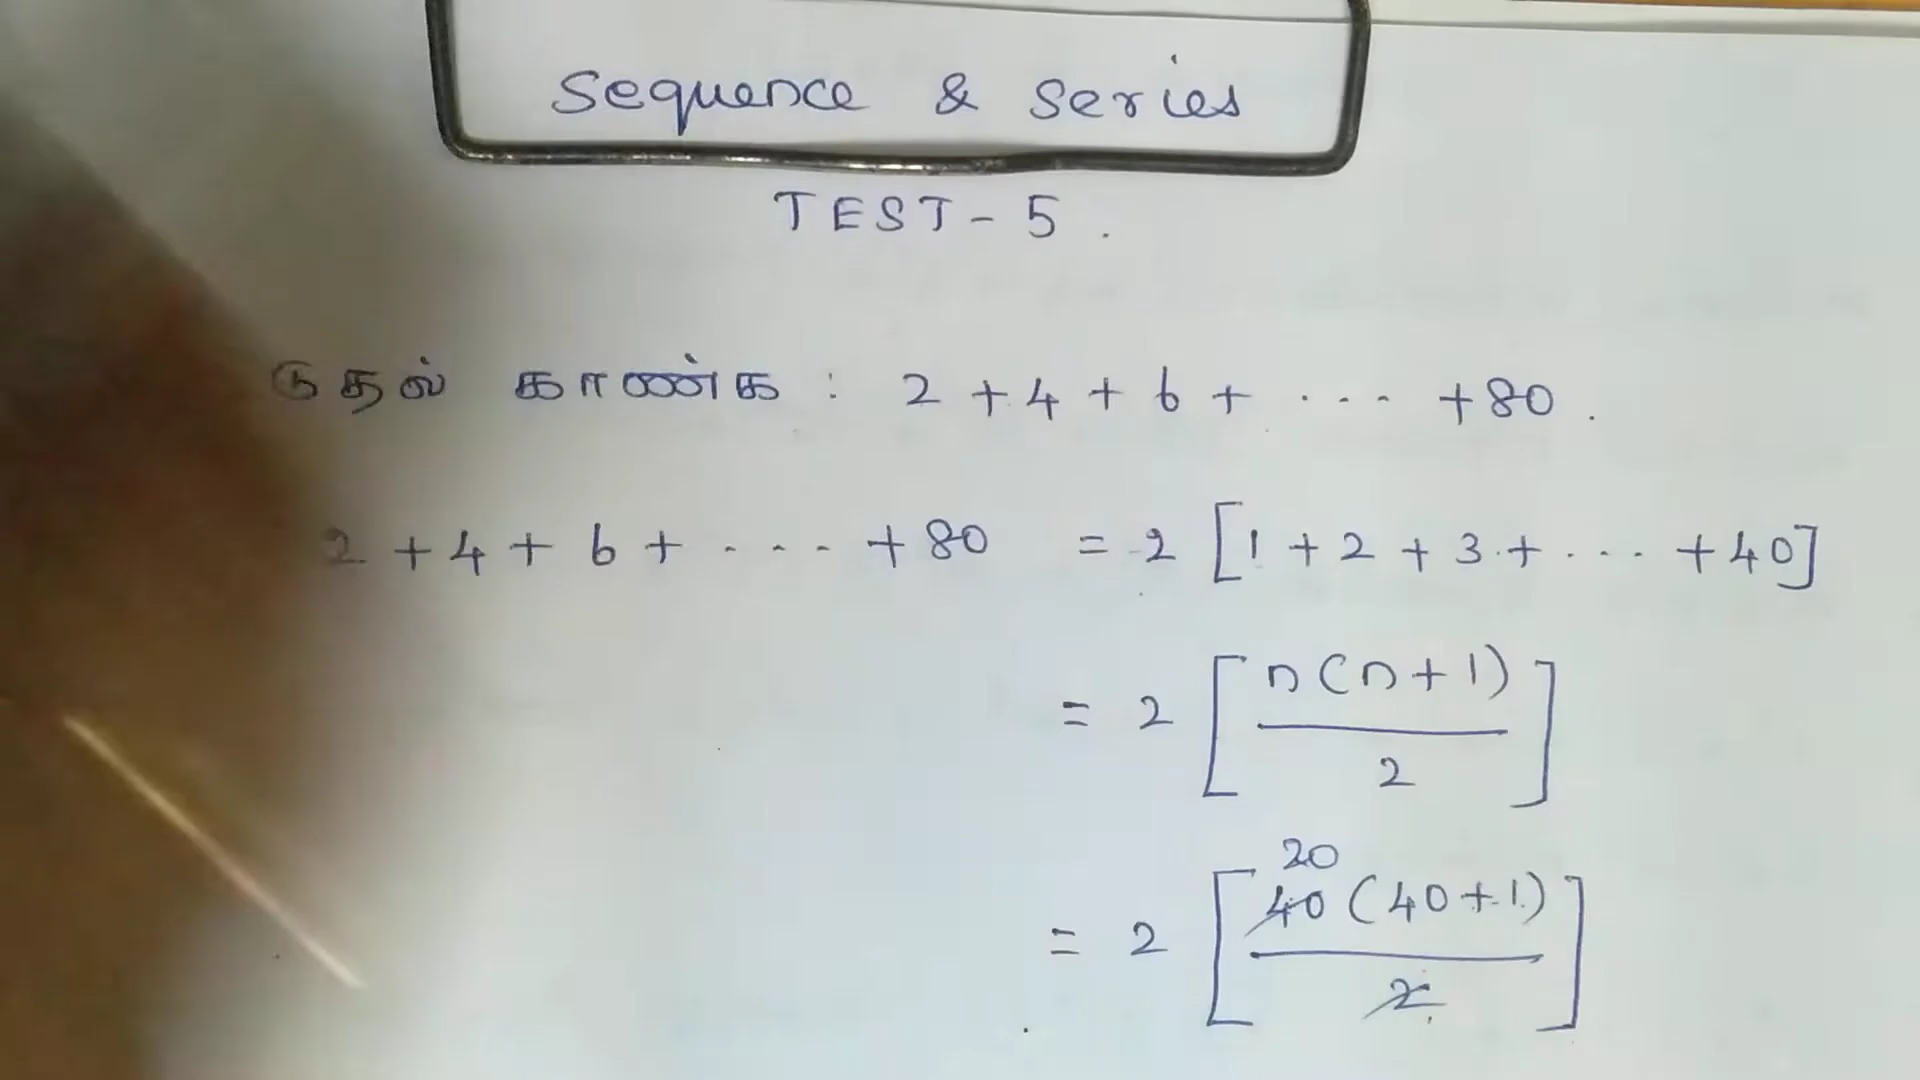 Sequence & Series
TEST - 5 .
காண்க : 2 + 4 + 6 + ... + 80 .
2 + 4 + 6 + - - - + 80 = 2 [1 + 2 + 3 + ... + 40]
= 2 [n(n+1)/2]
20
= 2 [40(40+1)/2]